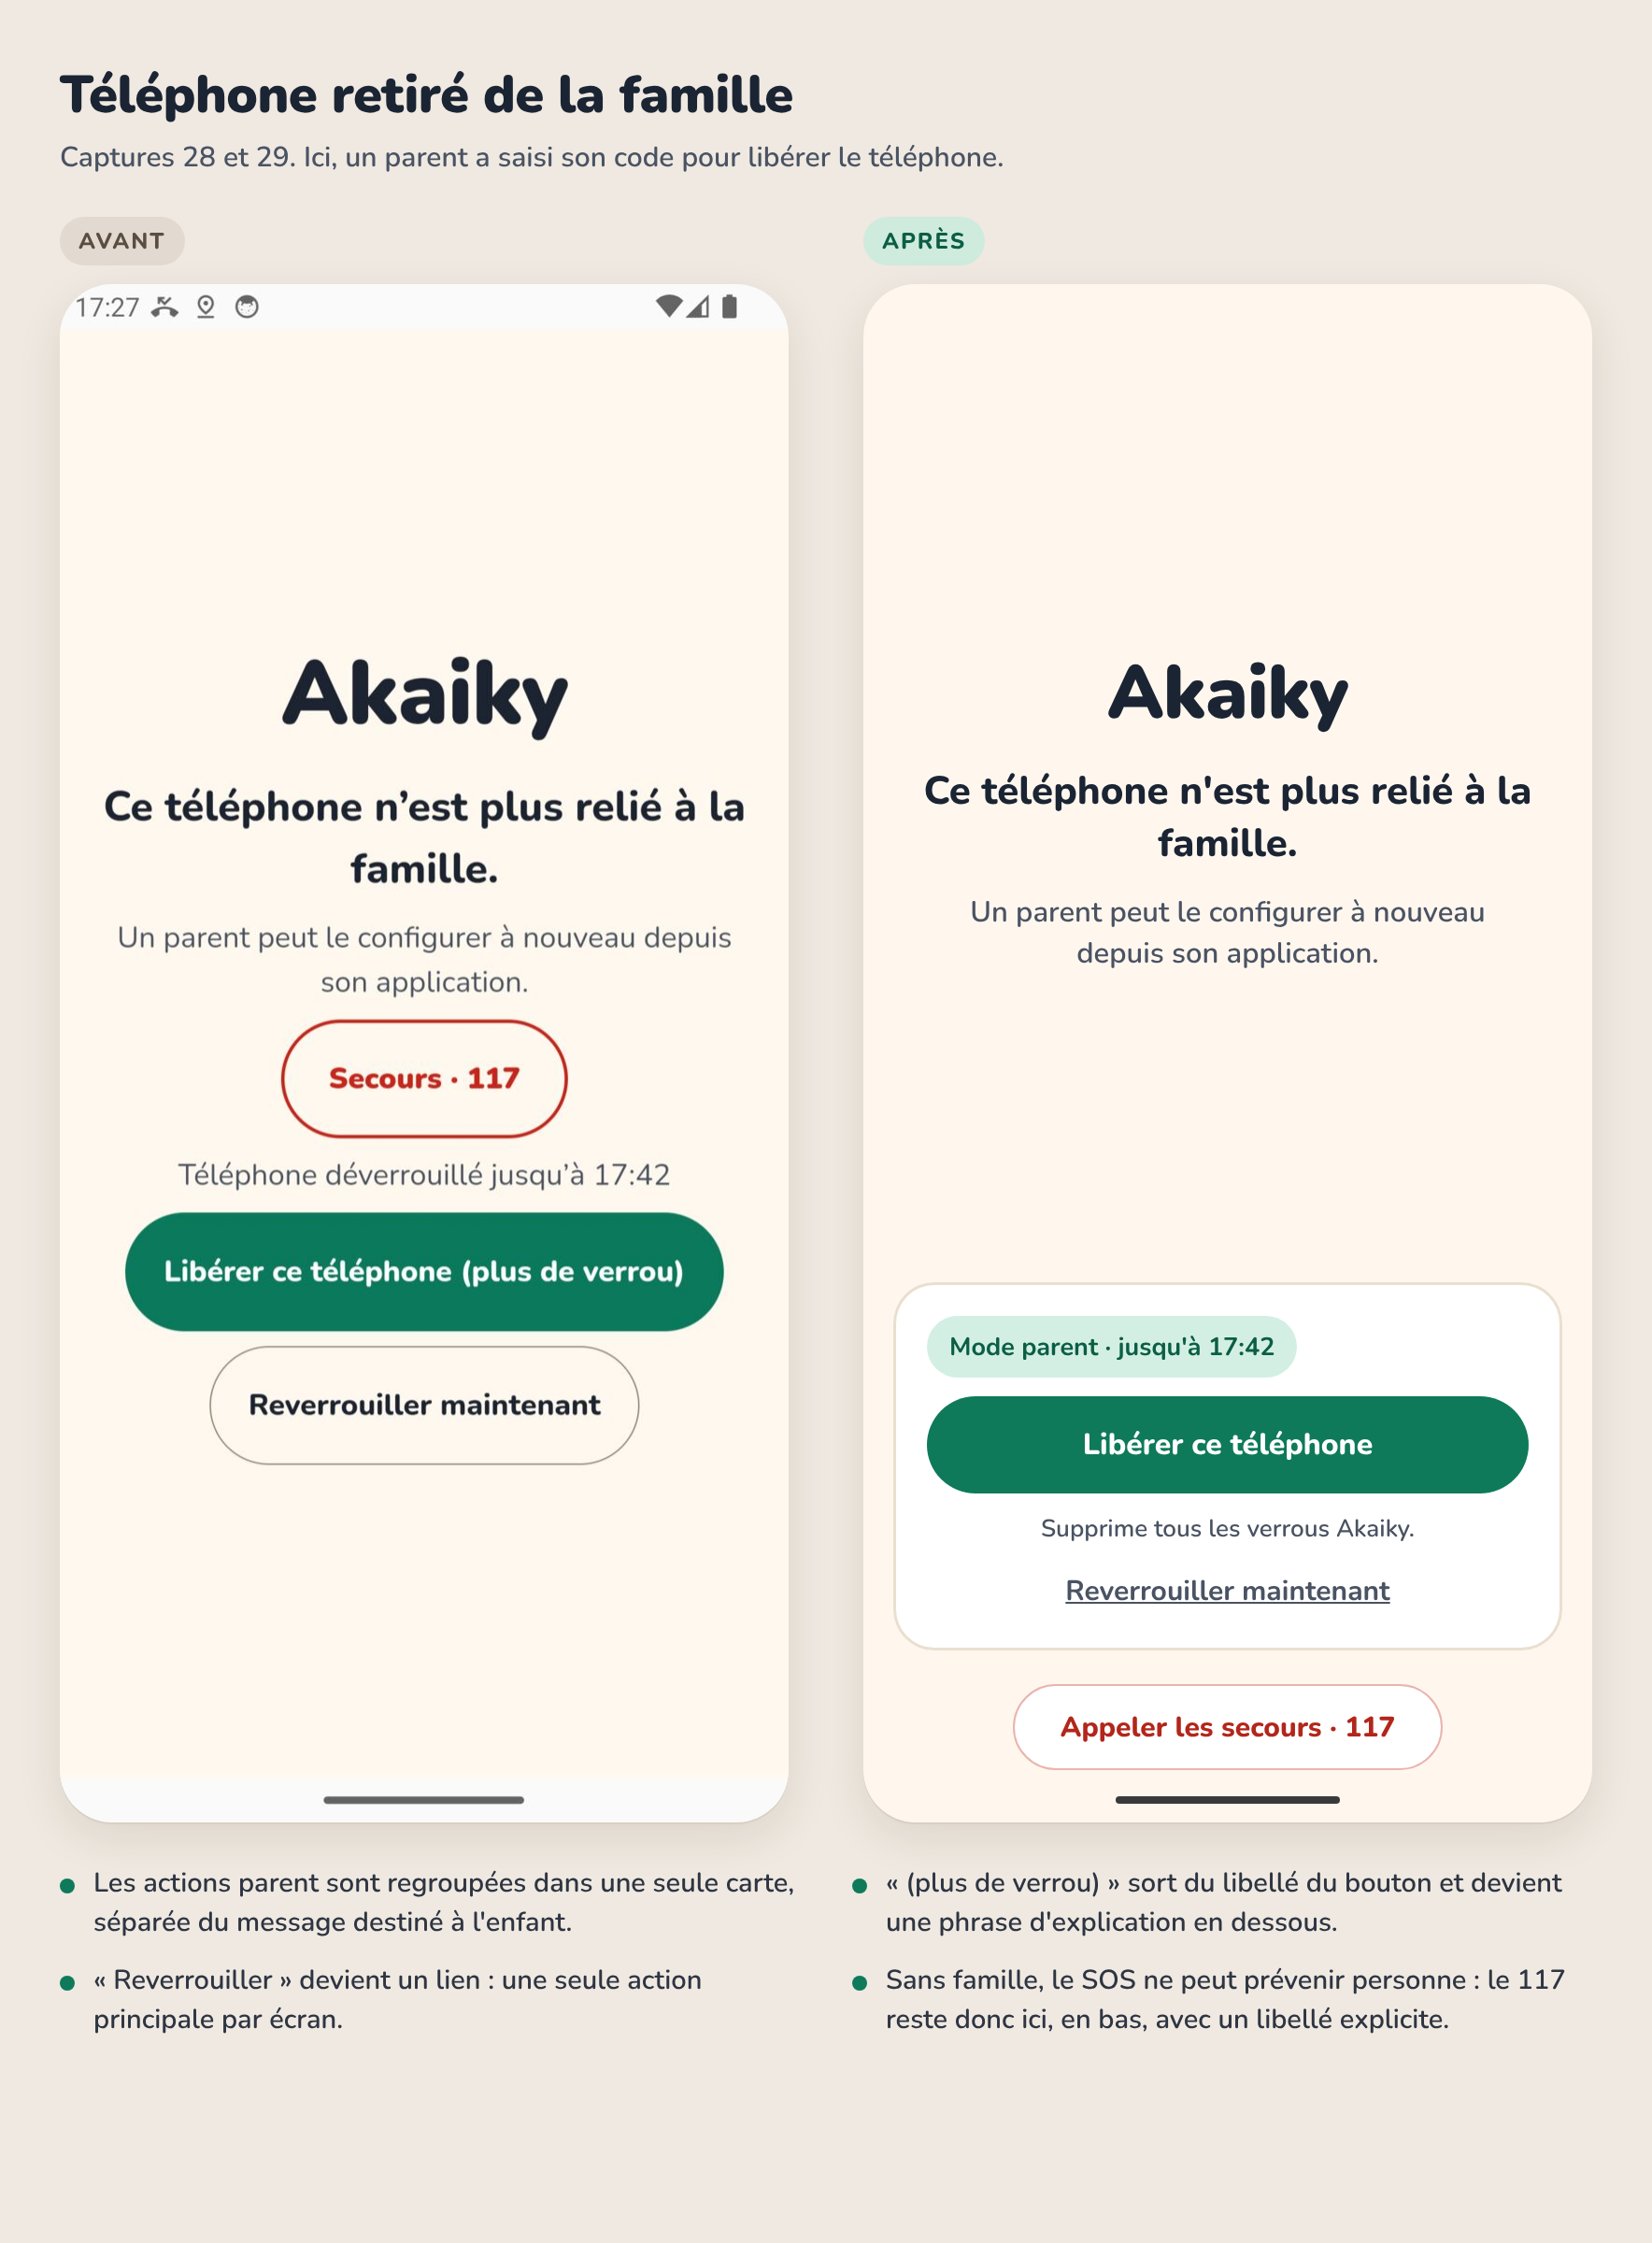 Téléphone retiré de la famille
Captures 28 et 29. Ici, un parent a saisi son code pour libérer le téléphone.
AVANT
17:27
Akaiky
Ce téléphone n’est plus relié à la
famille.
Un parent peut le configurer à nouveau depuis
son application.
Secours · 117
Téléphone déverrouillé jusqu’à 17:42
Libérer ce téléphone (plus de verrou)
Reverrouiller maintenant
APRÈS
Akaiky
Ce téléphone n'est plus relié à la
famille.
Un parent peut le configurer à nouveau
depuis son application.
Mode parent · jusqu'à 17:42
Libérer ce téléphone
Supprime tous les verrous Akaiky.
Reverrouiller maintenant
Appeler les secours · 117
Les actions parent sont regroupées dans une seule carte,
séparée du message destiné à l'enfant.
« Reverrouiller » devient un lien : une seule action
principale par écran.
« (plus de verrou) » sort du libellé du bouton et devient
une phrase d'explication en dessous.
Sans famille, le SOS ne peut prévenir personne : le 117
reste donc ici, en bas, avec un libellé explicite.